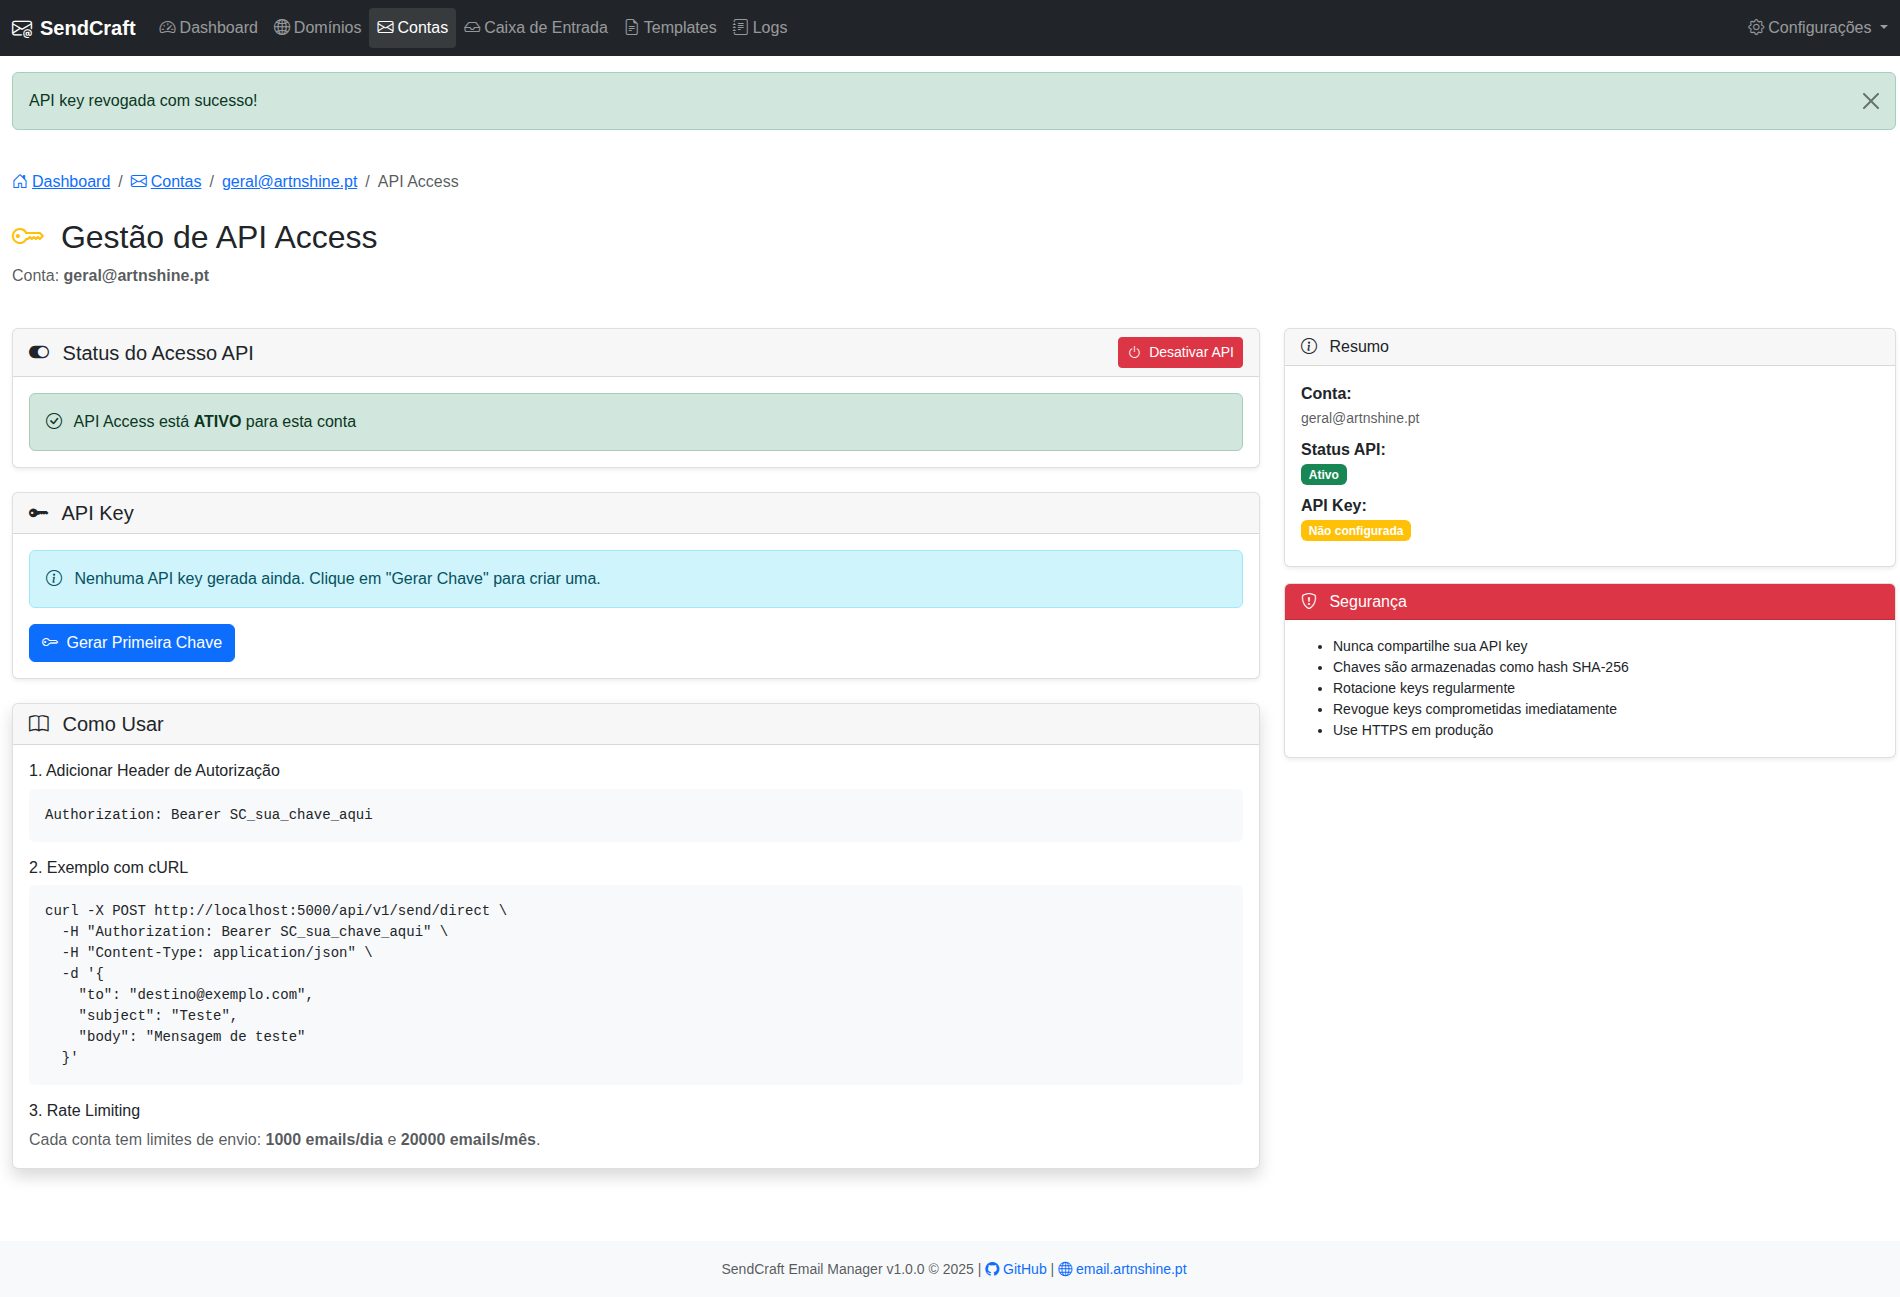 SendCraft Dashboard Domínios Contas Caixa de Entrada Templates Logs Configurações
API key revogada com sucesso!
Dashboard / Contas / geral@artnshine.pt / API Access
Gestão de API Access
Conta: geral@artnshine.pt
Status do Acesso API
Desativar API
API Access está ATIVO para esta conta
API Key
Nenhuma API key gerada ainda. Clique em "Gerar Chave" para criar uma.
Gerar Primeira Chave
Como Usar
1. Adicionar Header de Autorização
Authorization: Bearer SC_sua_chave_aqui
2. Exemplo com cURL
curl -X POST http://localhost:5000/api/v1/send/direct \
  -H "Authorization: Bearer SC_sua_chave_aqui" \
  -H "Content-Type: application/json" \
  -d '{
    "to": "destino@exemplo.com",
    "subject": "Teste",
    "body": "Mensagem de teste"
  }'
3. Rate Limiting
Cada conta tem limites de envio: 1000 emails/dia e 20000 emails/mês.
Resumo
Conta:
geral@artnshine.pt
Status API:
Ativo
API Key:
Não configurada
Segurança
• Nunca compartilhe sua API key
• Chaves são armazenadas como hash SHA-256
• Rotacione keys regularmente
• Revogue keys comprometidas imediatamente
• Use HTTPS em produção
SendCraft Email Manager v1.0.0 © 2025 | GitHub | email.artnshine.pt